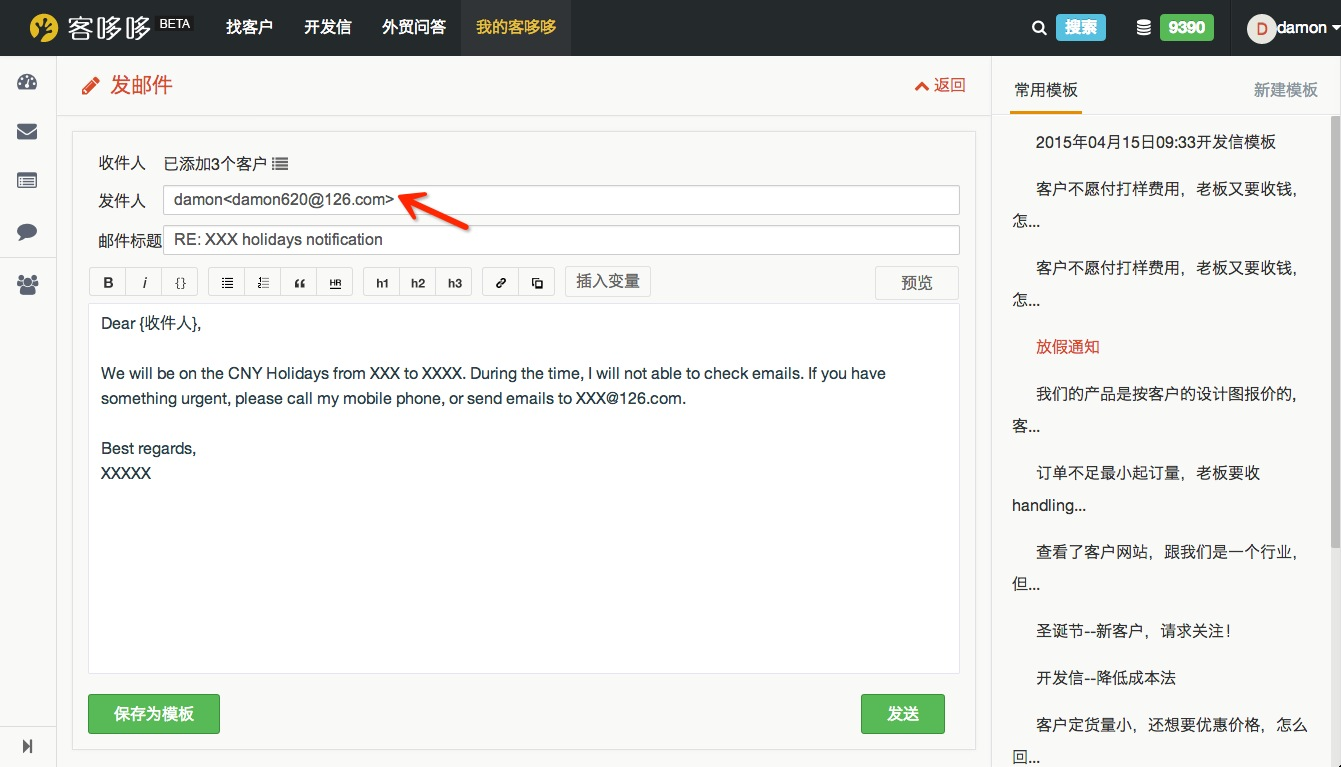 客哆哆 BETA 找客户 开发信 外贸问答 我的客哆哆 搜索 9390 D damon
发邮件 返回
收件人 已添加3个客户
发件人 damon<damon620@126.com>
邮件标题 RE: XXX holidays notification
B i {} “ HR h1 h2 h3 插入变量 预览
Dear {收件人},
We will be on the CNY Holidays from XXX to XXXX. During the time, I will not able to check emails. If you have
something urgent, please call my mobile phone, or send emails to XXX@126.com.
Best regards,
XXXXX
保存为模板 发送
常用模板 新建模板
2015年04月15日09:33开发信模板
客户不愿付打样费用，老板又要收钱，
怎...
客户不愿付打样费用，老板又要收钱，
怎...
放假通知
我们的产品是按客户的设计图报价的，
客...
订单不足最小起订量，老板要收
handling...
查看了客户网站，跟我们是一个行业，
但...
圣诞节--新客户，请求关注！
开发信--降低成本法
客户定货量小，还想要优惠价格，怎么
回...